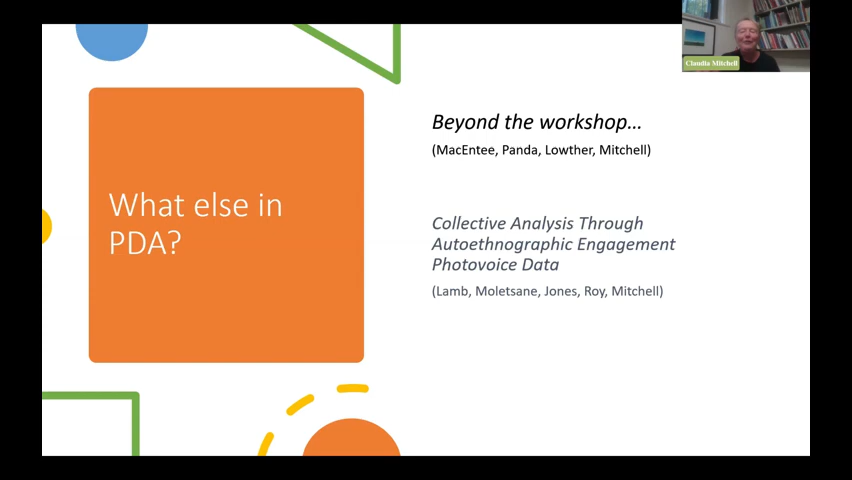 What else in
PDA?
Beyond the workshop…
(MacEntee, Panda, Lowther, Mitchell)
Collective Analysis Through
Autoethnographic Engagement
Photovoice Data
(Lamb, Moletsane, Jones, Roy, Mitchell)
Claudia Mitchell